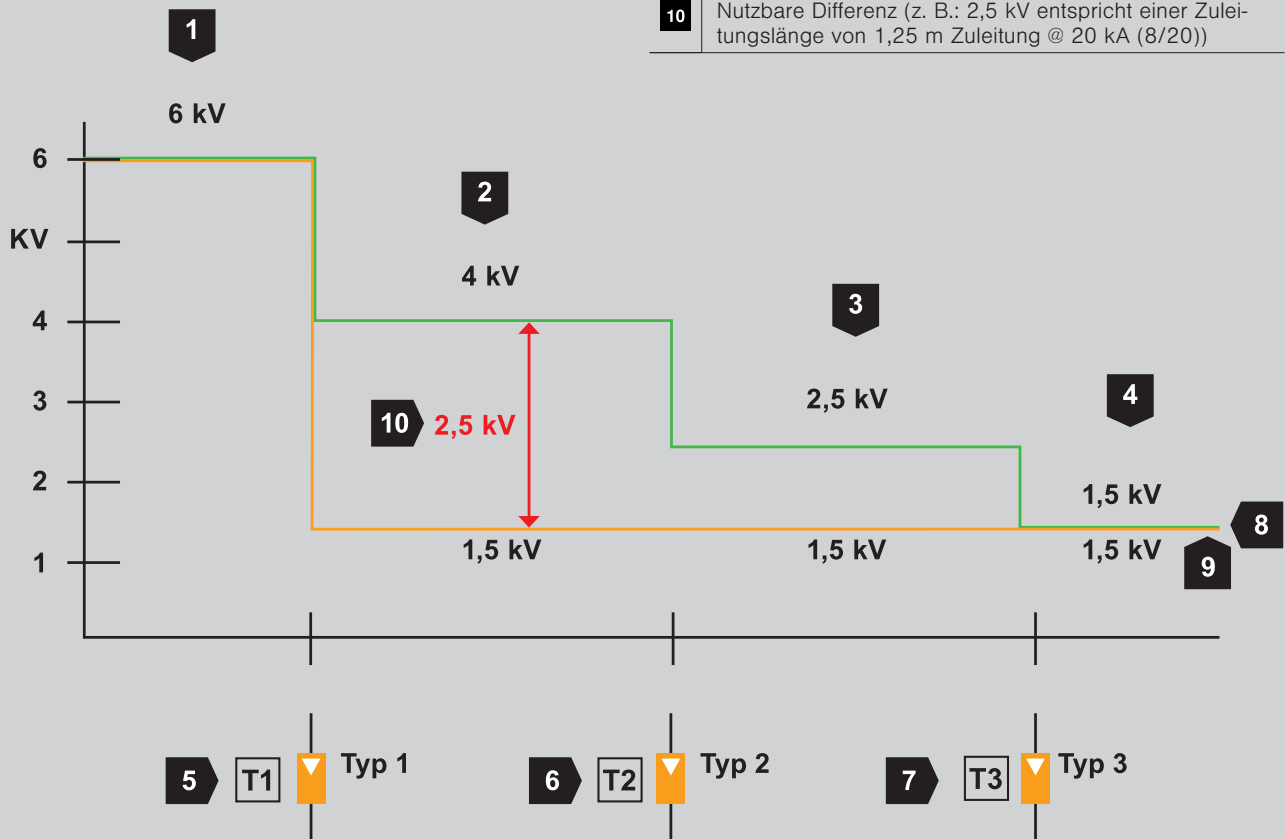 10
Nutzbare Differenz (z. B.: 2,5 kV entspricht einer Zulei-
tungslänge von 1,25 m Zuleitung @ 20 kA (8/20))
1
6 kV
6
2
KV
4 kV
3
4
4
3
2,5 kV
10
2,5 kV
2
1,5 kV
8
1,5 kV
1,5 kV
1,5 kV
1
9
5
T1
Typ 1
6
T2
Typ 2
7
T3
Typ 3